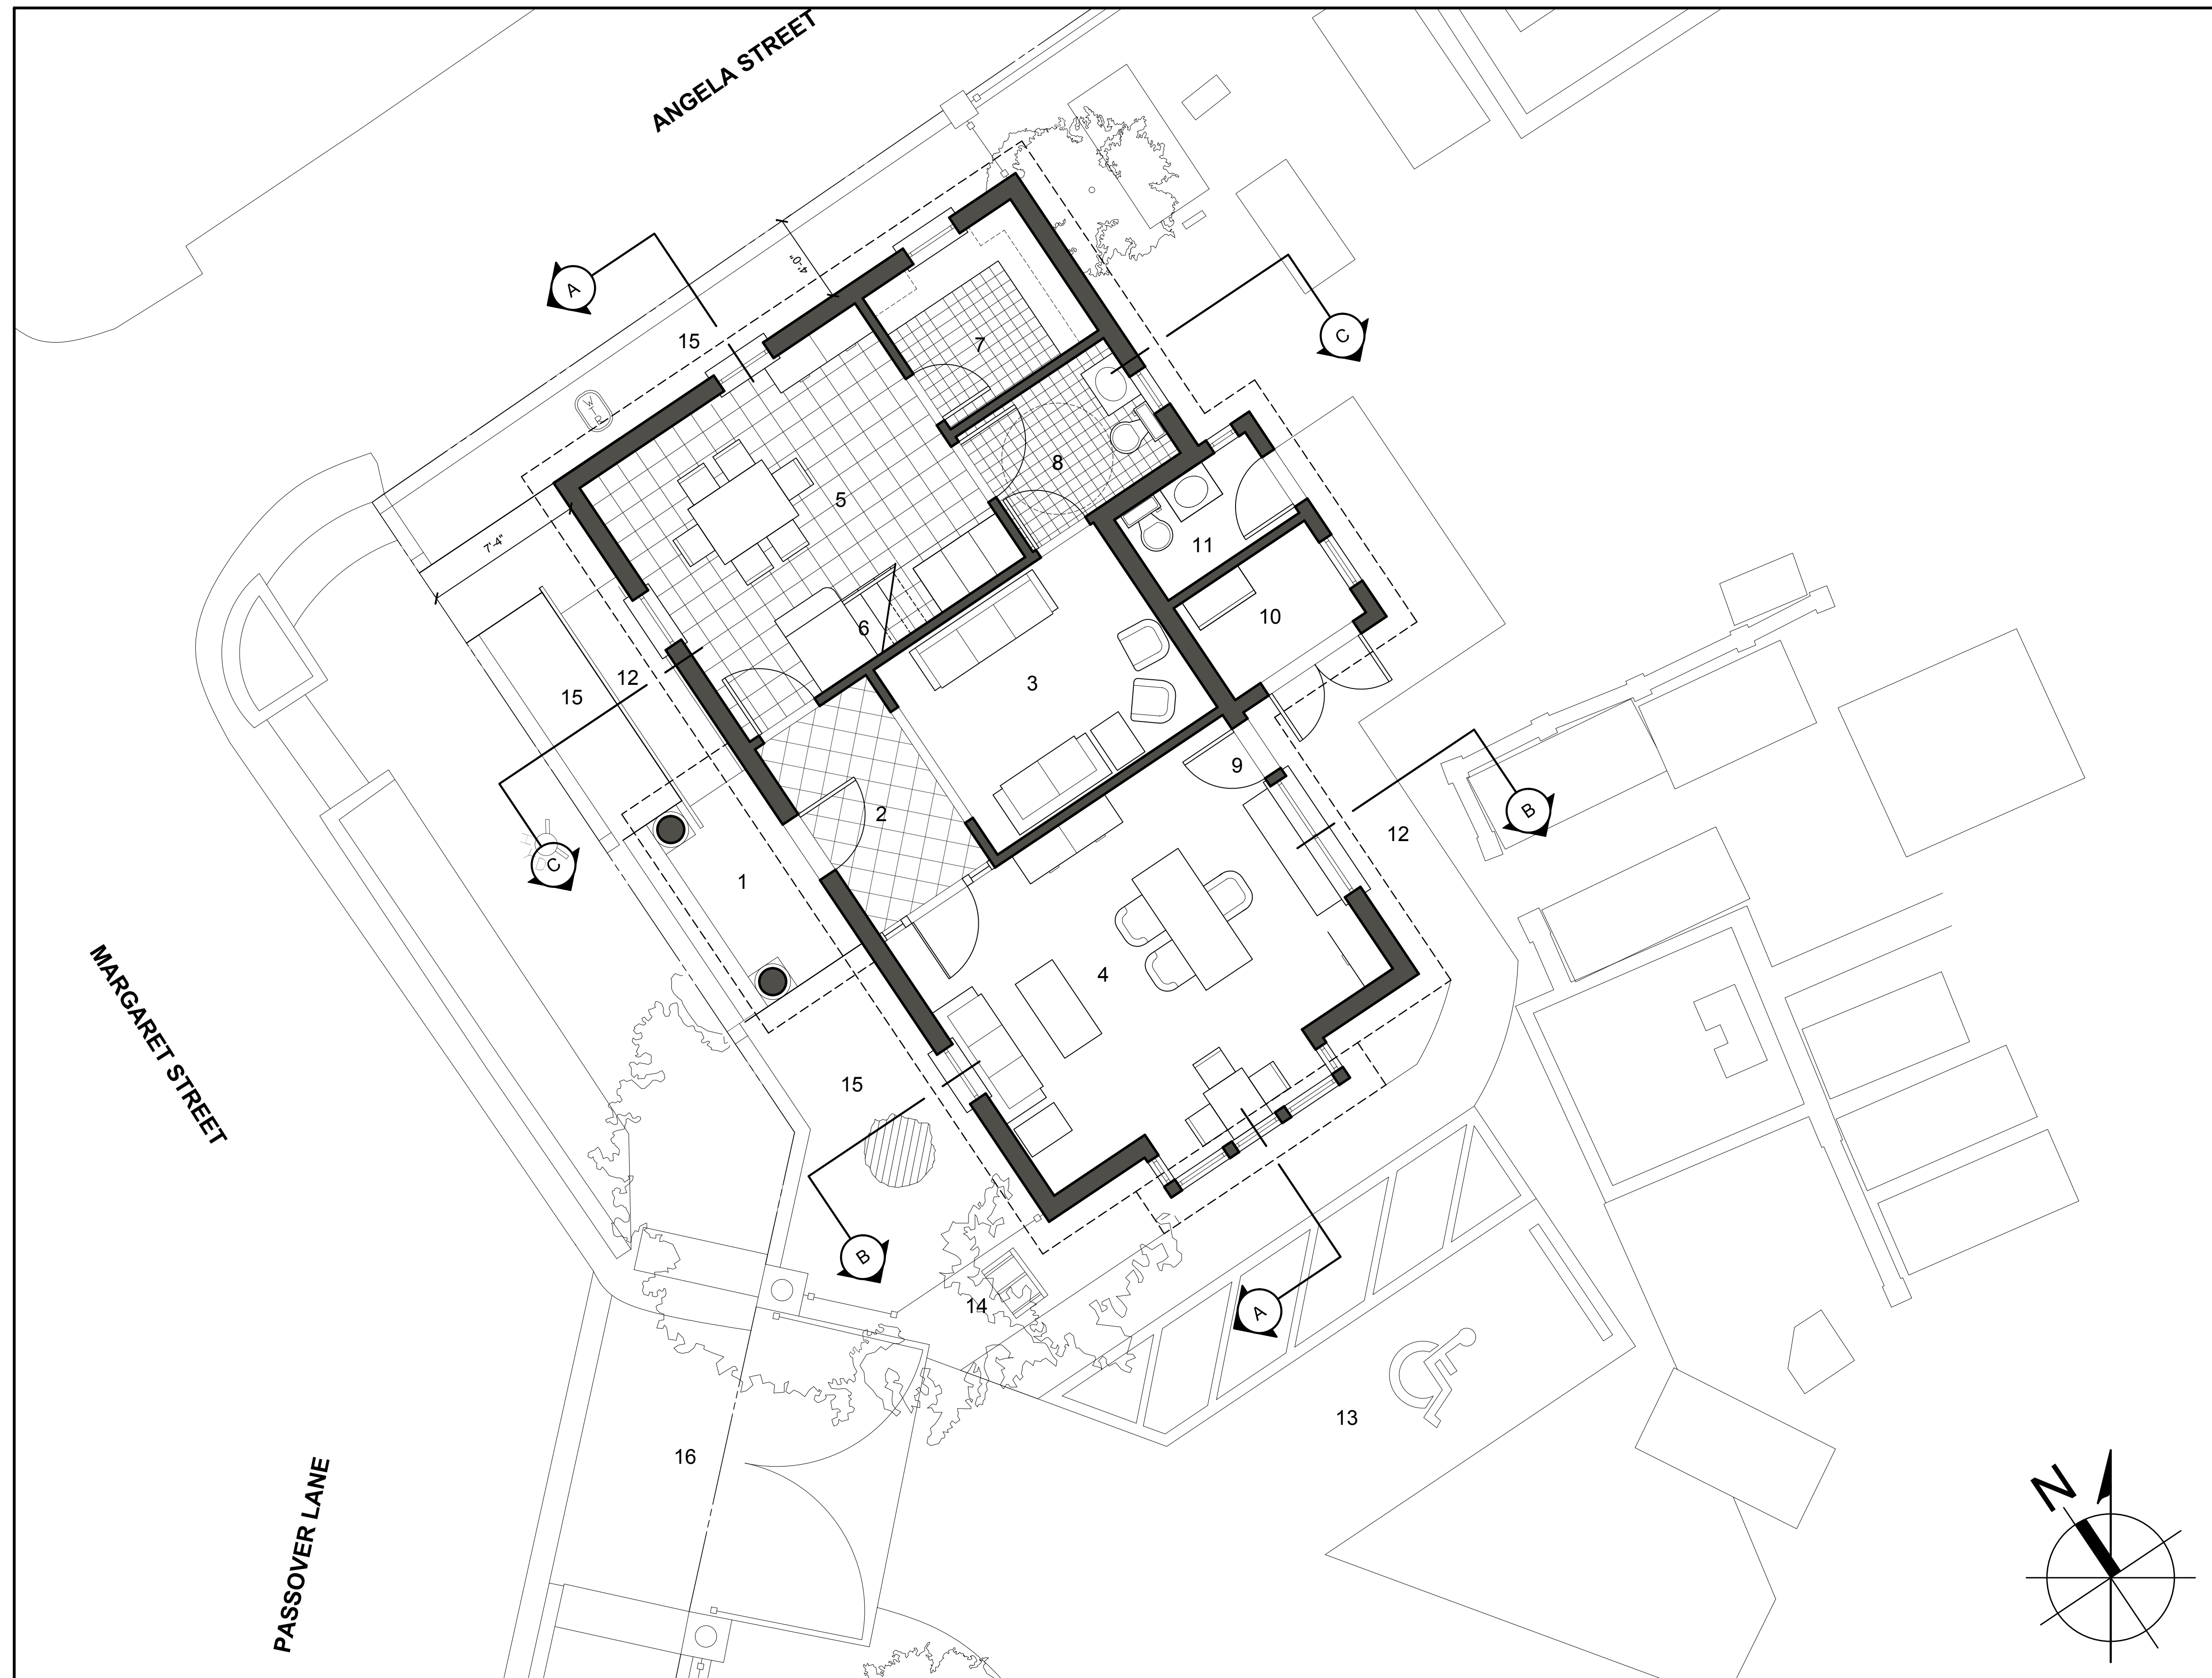 ANGELA STREET
4'-0"
A
C
15
7
W
5
8
7'-4"
11
6
10
12
15
3
9
2
12
B
C
1
4
MARGARET STREET
15
B
14
A
13
16
PASSOVER LANE
N